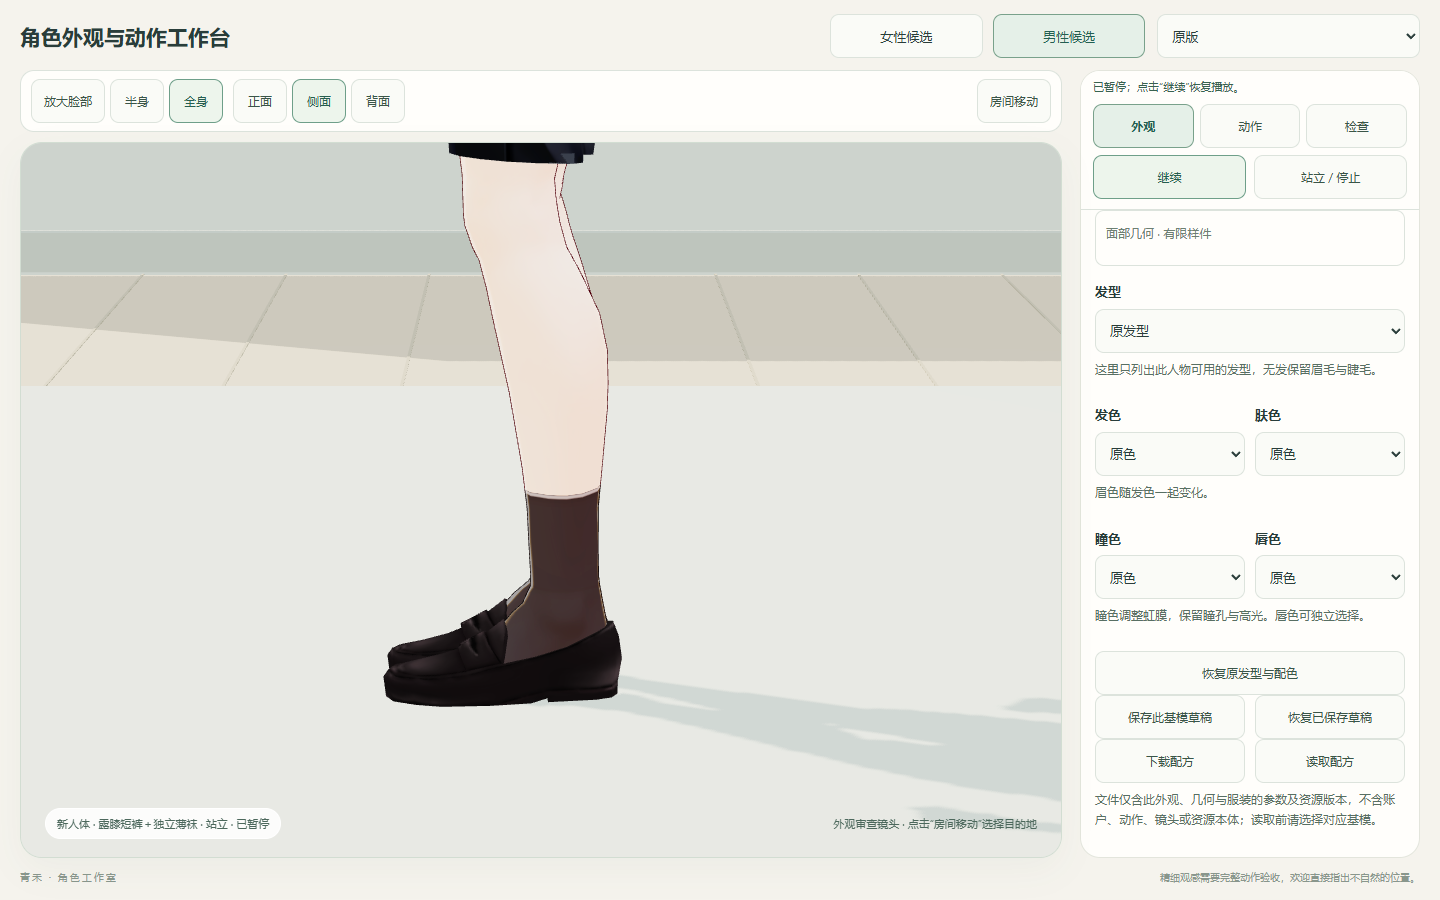 角色外观与动作工作台
女性候选
男性候选
原版
放大脸部
半身
全身
正面
侧面
背面
房间移动
已暂停；点击“继续”恢复播放。
外观
动作
检查
继续
站立 / 停止
面部几何 · 有限样件
发型
原发型
这里只列出此人物可用的发型，无发保留眉毛与睫毛。
发色
肤色
原色
原色
眉色随发色一起变化。
瞳色
唇色
原色
原色
瞳色调整虹膜，保留瞳孔与高光。唇色可独立选择。
恢复原发型与配色
保存此基模草稿
恢复已保存草稿
下载配方
读取配方
文件仅含此外观、几何与服装的参数及资源版本，不含账
户、动作、镜头或资源本体；读取前请选择对应基模。
新人体 · 露膝短裤 + 独立薄袜 · 站立 · 已暂停
外观审查镜头 · 点击“房间移动”选择目的地
青禾 · 角色工作室
精细观感需要完整动作验收，欢迎直接指出不自然的位置。